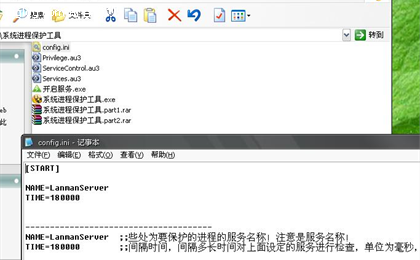 搜索
文件夹
系统进程保护工具
转到
config.ini
Privilege.au3
ServiceControl.au3
Services.au3
开启服务.exe
系统进程保护工具.exe
系统进程保护工具.part1.rar
系统进程保护工具.part2.rar
config.ini - 记事本
文件(F) 编辑(E) 格式(O) 查看(V) 帮助(H)
[START]
NAME=LanmanServer
TIME=180000
------------------------------------
NAME=LanmanServer ;;些处为要保护的进程的服务名称！注意是服务名称！
TIME=180000 ;;间隔时间，间隔多长时间对上面设定的服务进行检查，单位为毫秒，